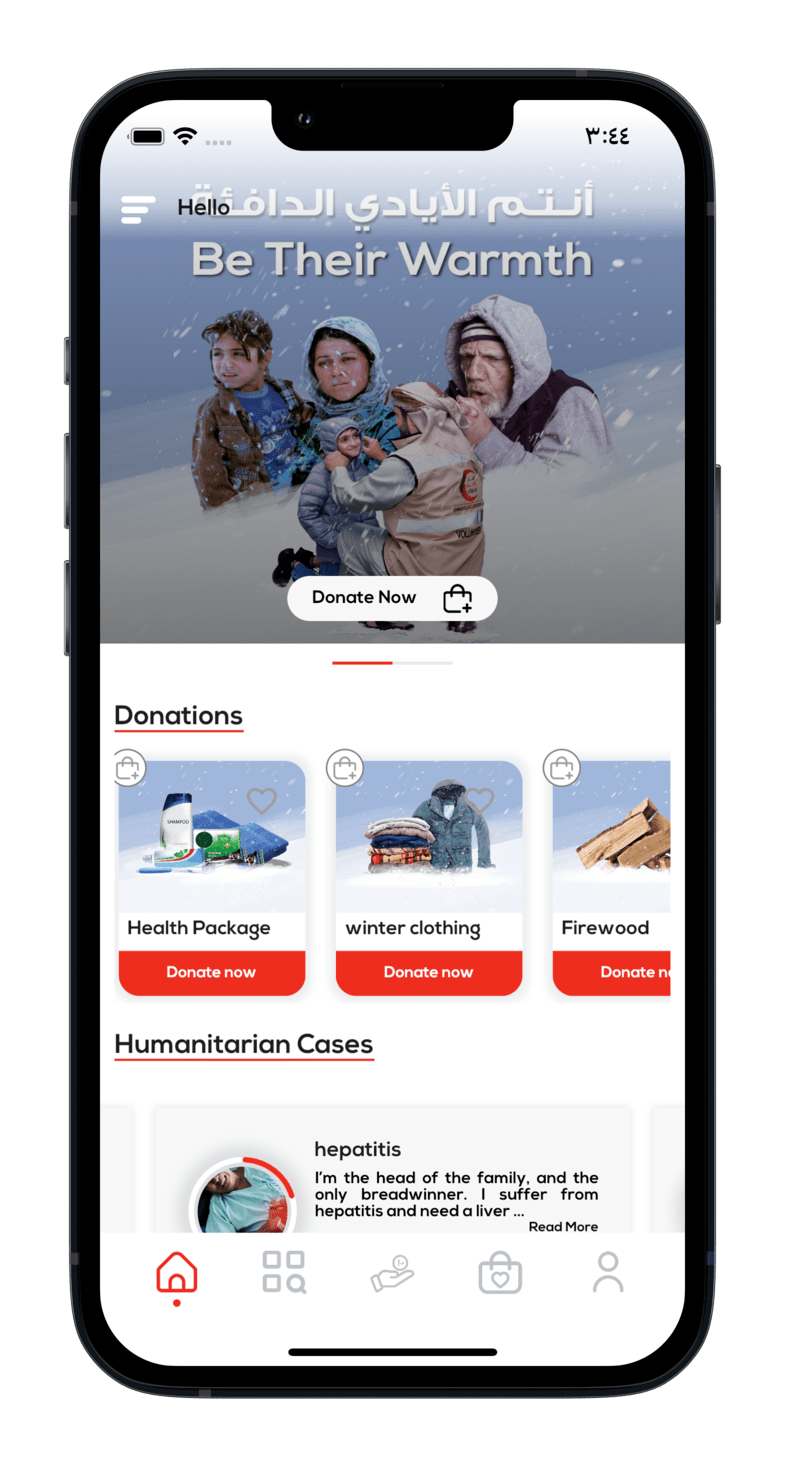 ٣:٤٤
Hello
أنـتـم الأيـادي الـدافـئـة
Be Their Warmth
Donate Now
Donations
SHAMPOO
Health Package
winter clothing
Firewood
Donate now
Donate now
Donate n
Humanitarian Cases
hepatitis
I'm the head of the family, and the
only breadwinner. I suffer from
hepatitis and need a liver ...
Read More